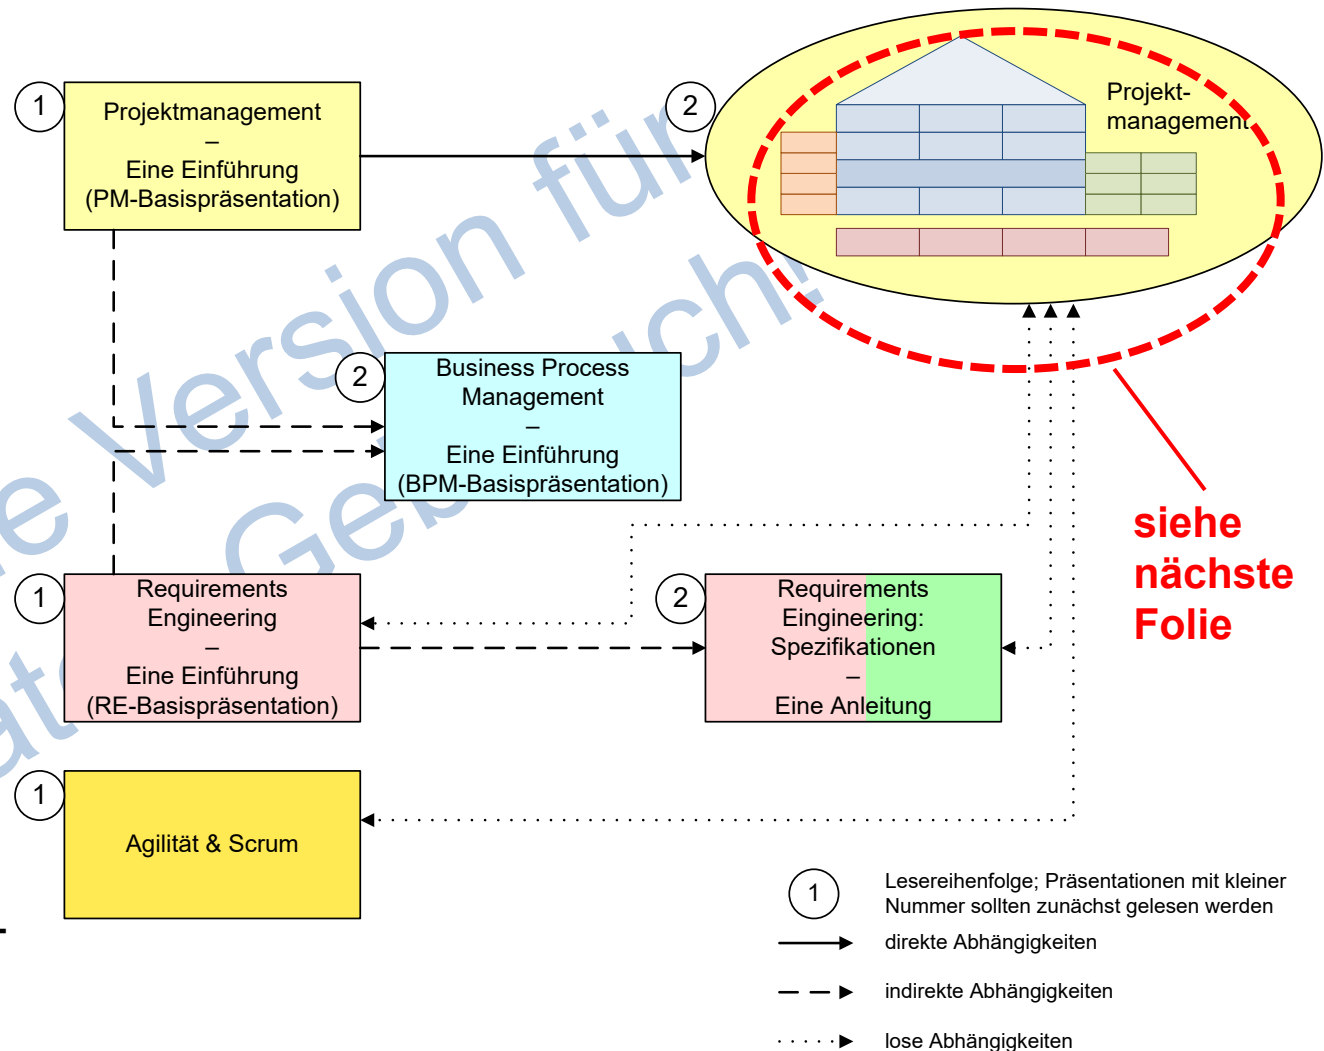 1
Projektmanagement
–
Eine Einführung
(PM-Basispräsentation)
2
Projekt-
management
2
Business Process
Management
–
Eine Einführung
(BPM-Basispräsentation)
siehe
nächste
Folie
1
Requirements
Engineering
–
Eine Einführung
(RE-Basispräsentation)
2
Requirements
Eingineering:
Spezifikationen
–
Eine Anleitung
1
Agilität & Scrum
1
Lesereihenfolge; Präsentationen mit kleiner
Nummer sollten zunächst gelesen werden
direkte Abhängigkeiten
indirekte Abhängigkeiten
lose Abhängigkeiten
Version für